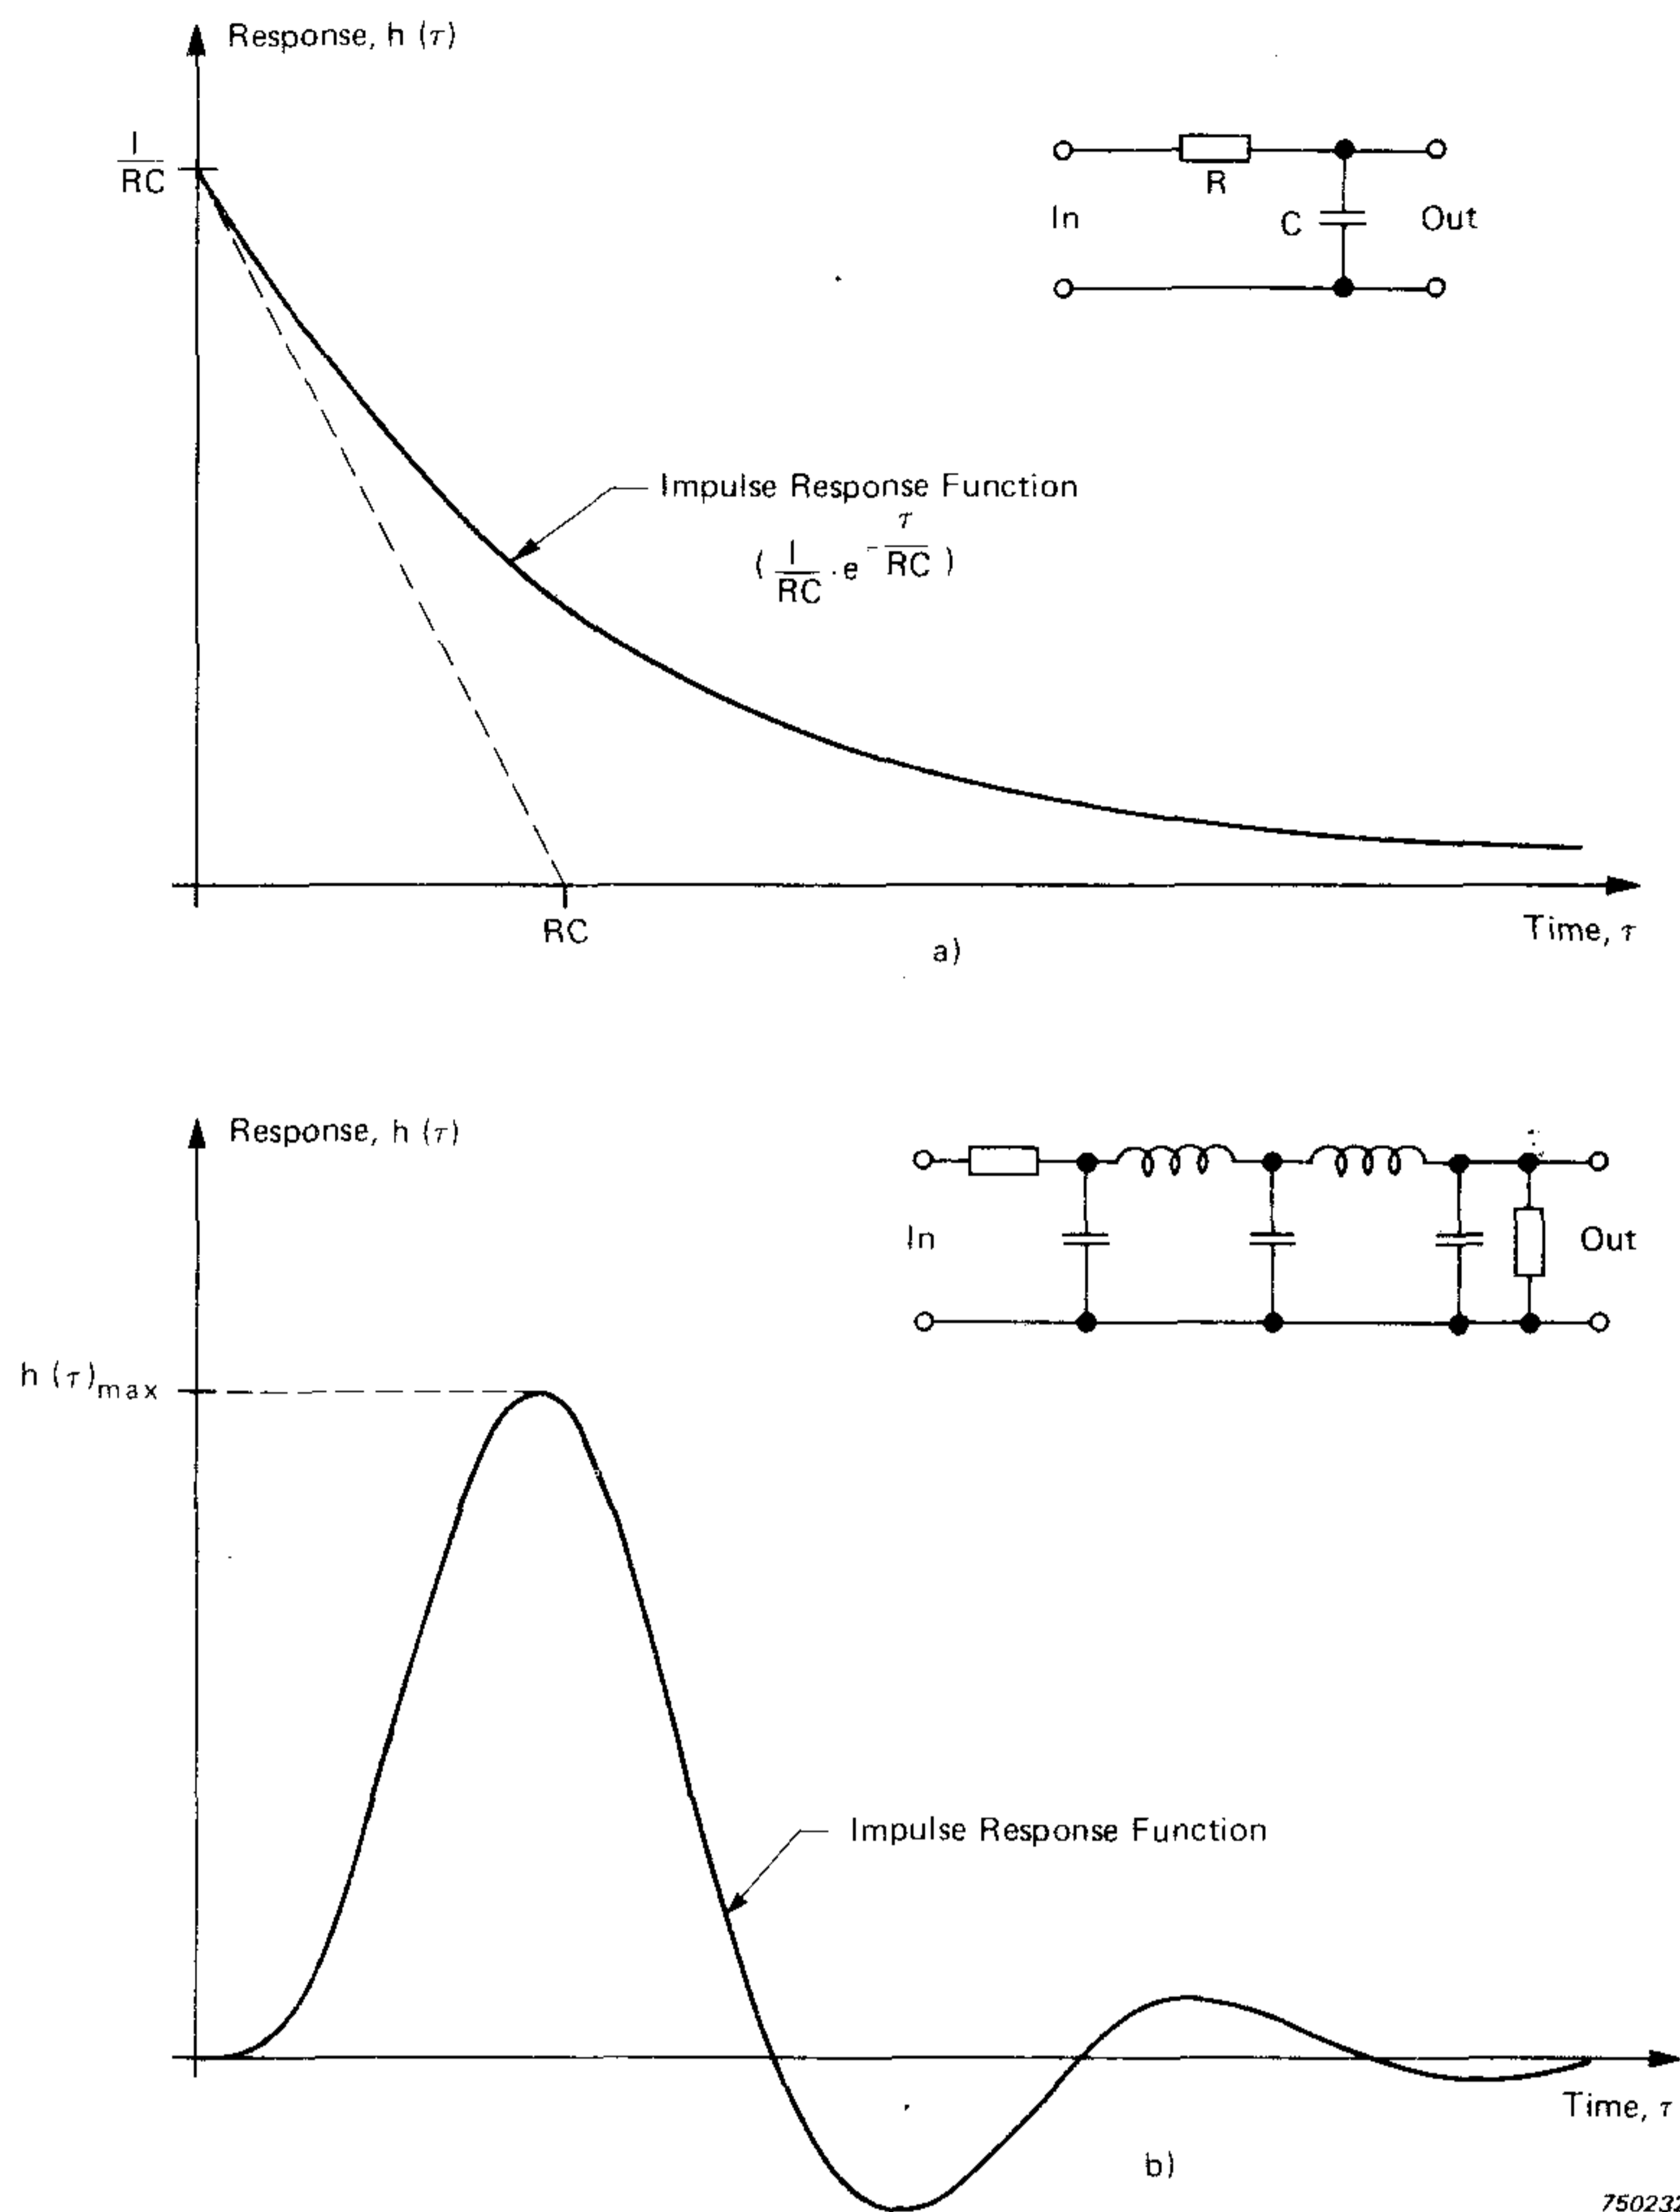 Response, h (τ)
1
RC
R
In
C
Out
Impulse Response Function
(1/RC · e^-τ/RC)
RC
Time, τ
a)
Response, h (τ)
In
Out
h (τ)max
Impulse Response Function
Time, τ
b)